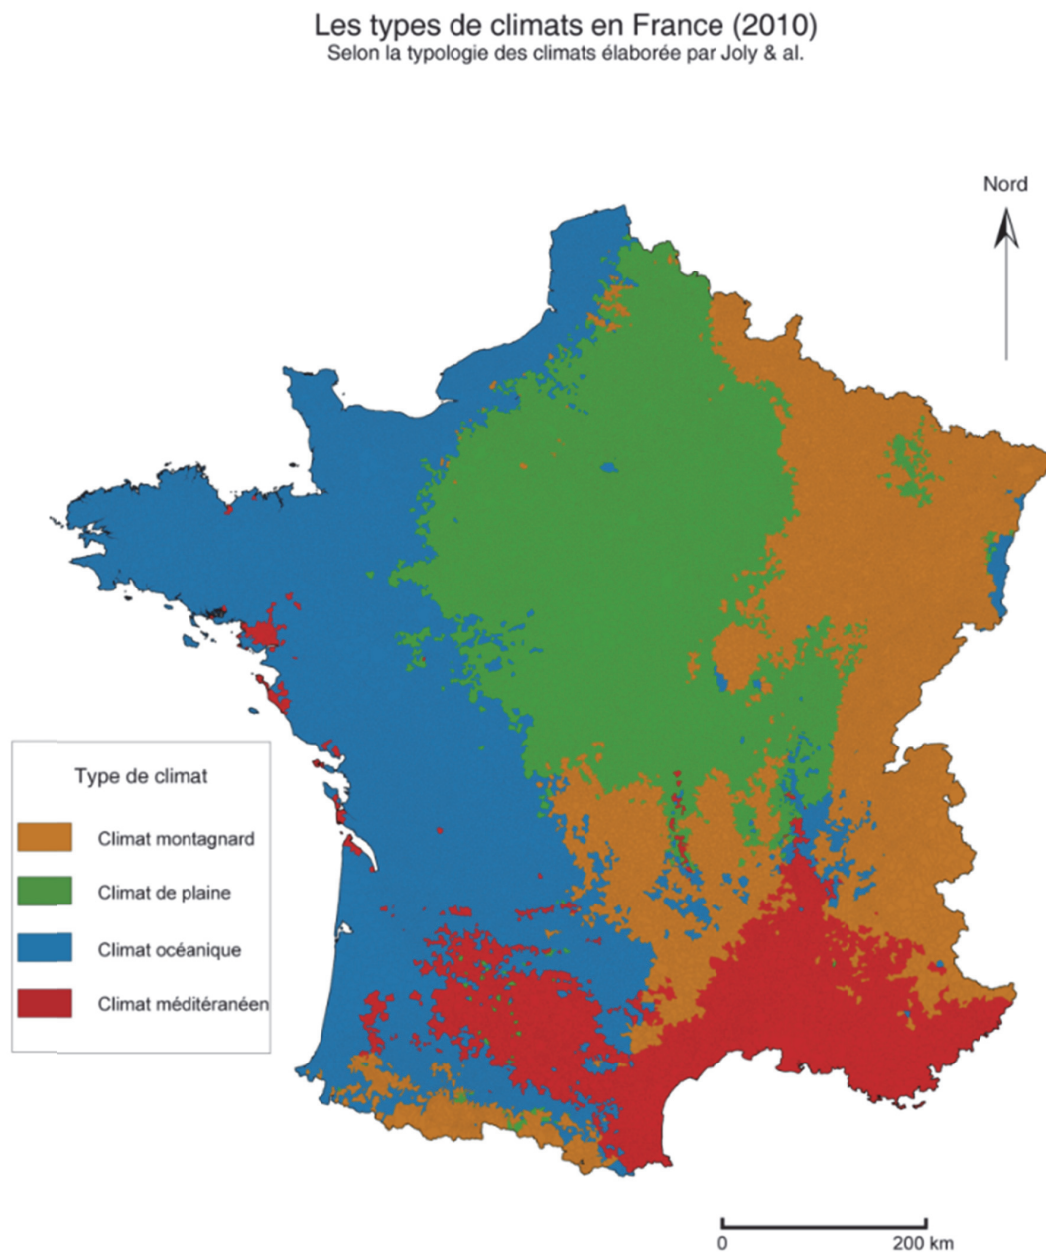 Les types de climats en France (2010)
Selon la typologie des climats élaborée par Joly & al.
Nord
Type de climat
Climat montagnard
Climat de plaine
Climat océanique
Climat méditéranéen
0 200 km